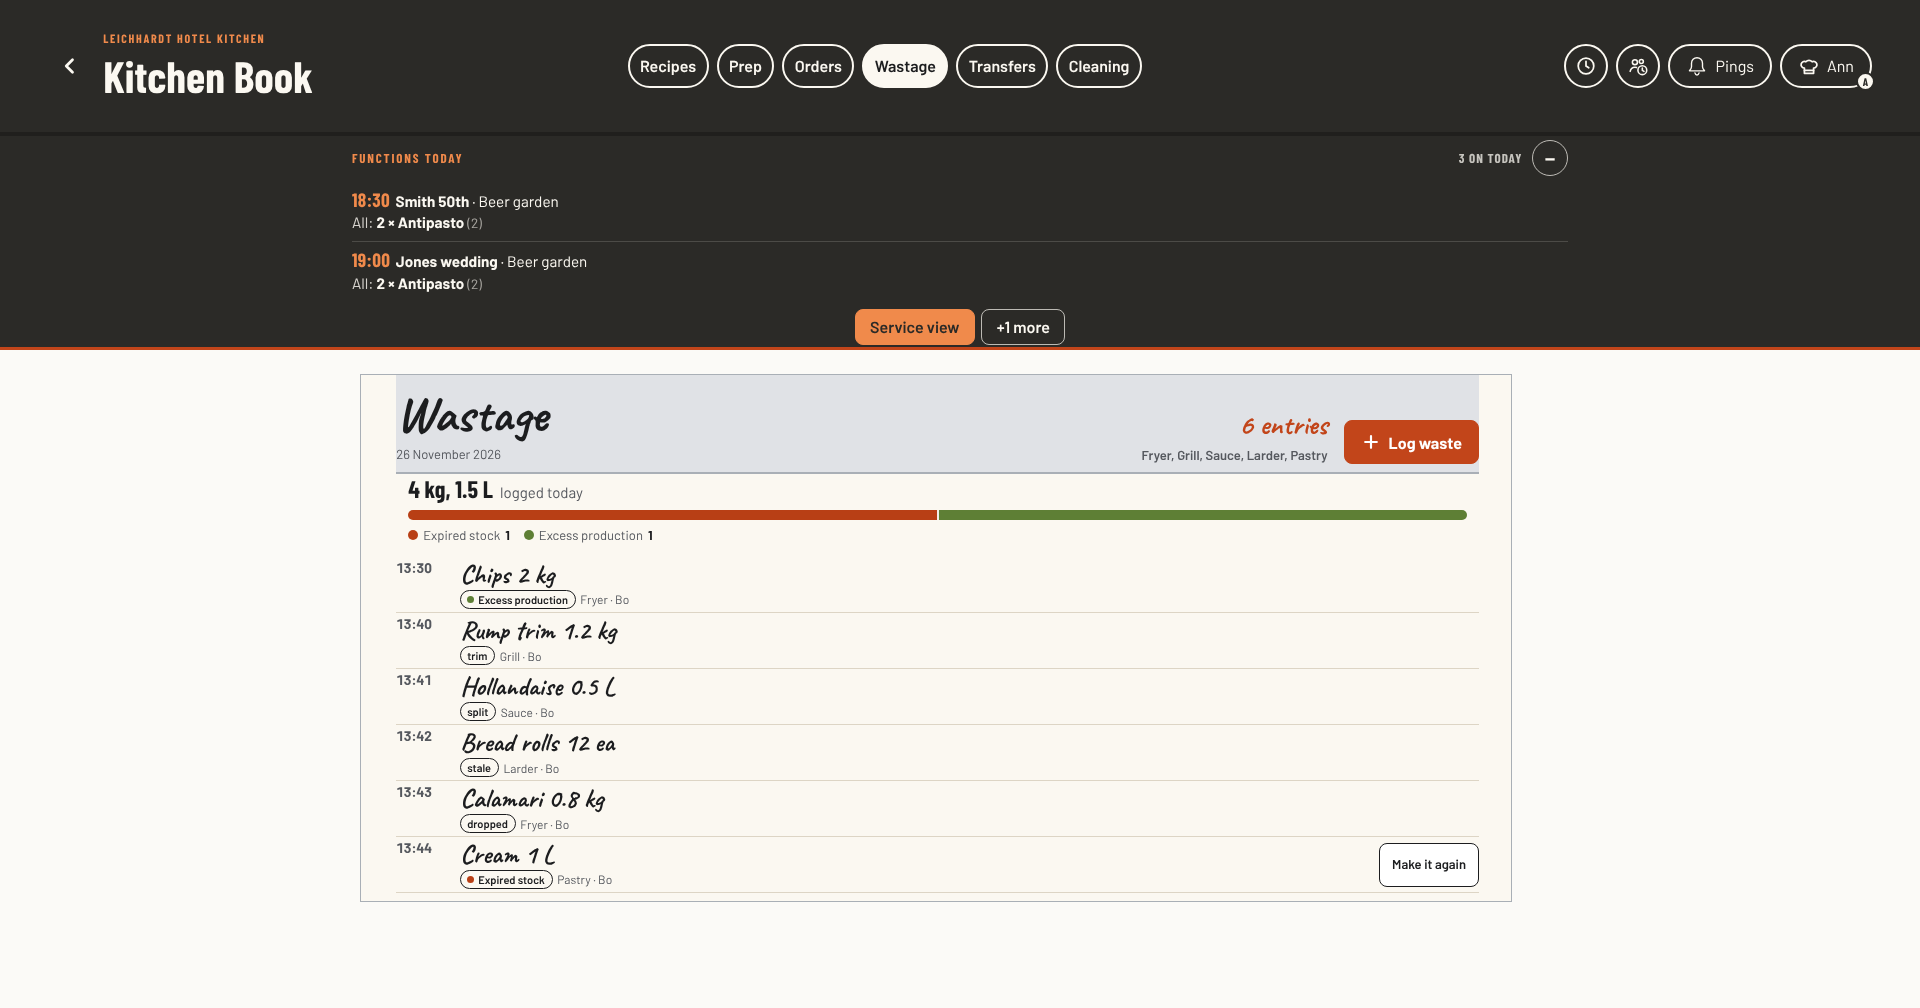 LEICHHARDT HOTEL KITCHEN
Kitchen Book
Recipes Prep Orders Wastage Transfers Cleaning
Pings Ann A
FUNCTIONS TODAY 3 ON TODAY
18:30 Smith 50th · Beer garden
All: 2 × Antipasto (2)
19:00 Jones wedding · Beer garden
All: 2 × Antipasto (2)
Service view +1 more
Wastage
26 November 2026
6 entries
Fryer, Grill, Sauce, Larder, Pastry
+ Log waste
4 kg, 1.5 L logged today
Expired stock 1 Excess production 1
13:30 Chips 2 kg
Excess production Fryer · Bo
13:40 Rump trim 1.2 kg
trim Grill · Bo
13:41 Hollandaise 0.5 L
split Sauce · Bo
13:42 Bread rolls 12 ea
stale Larder · Bo
13:43 Calamari 0.8 kg
dropped Fryer · Bo
13:44 Cream 1 L
Expired stock Pastry · Bo
Make it again